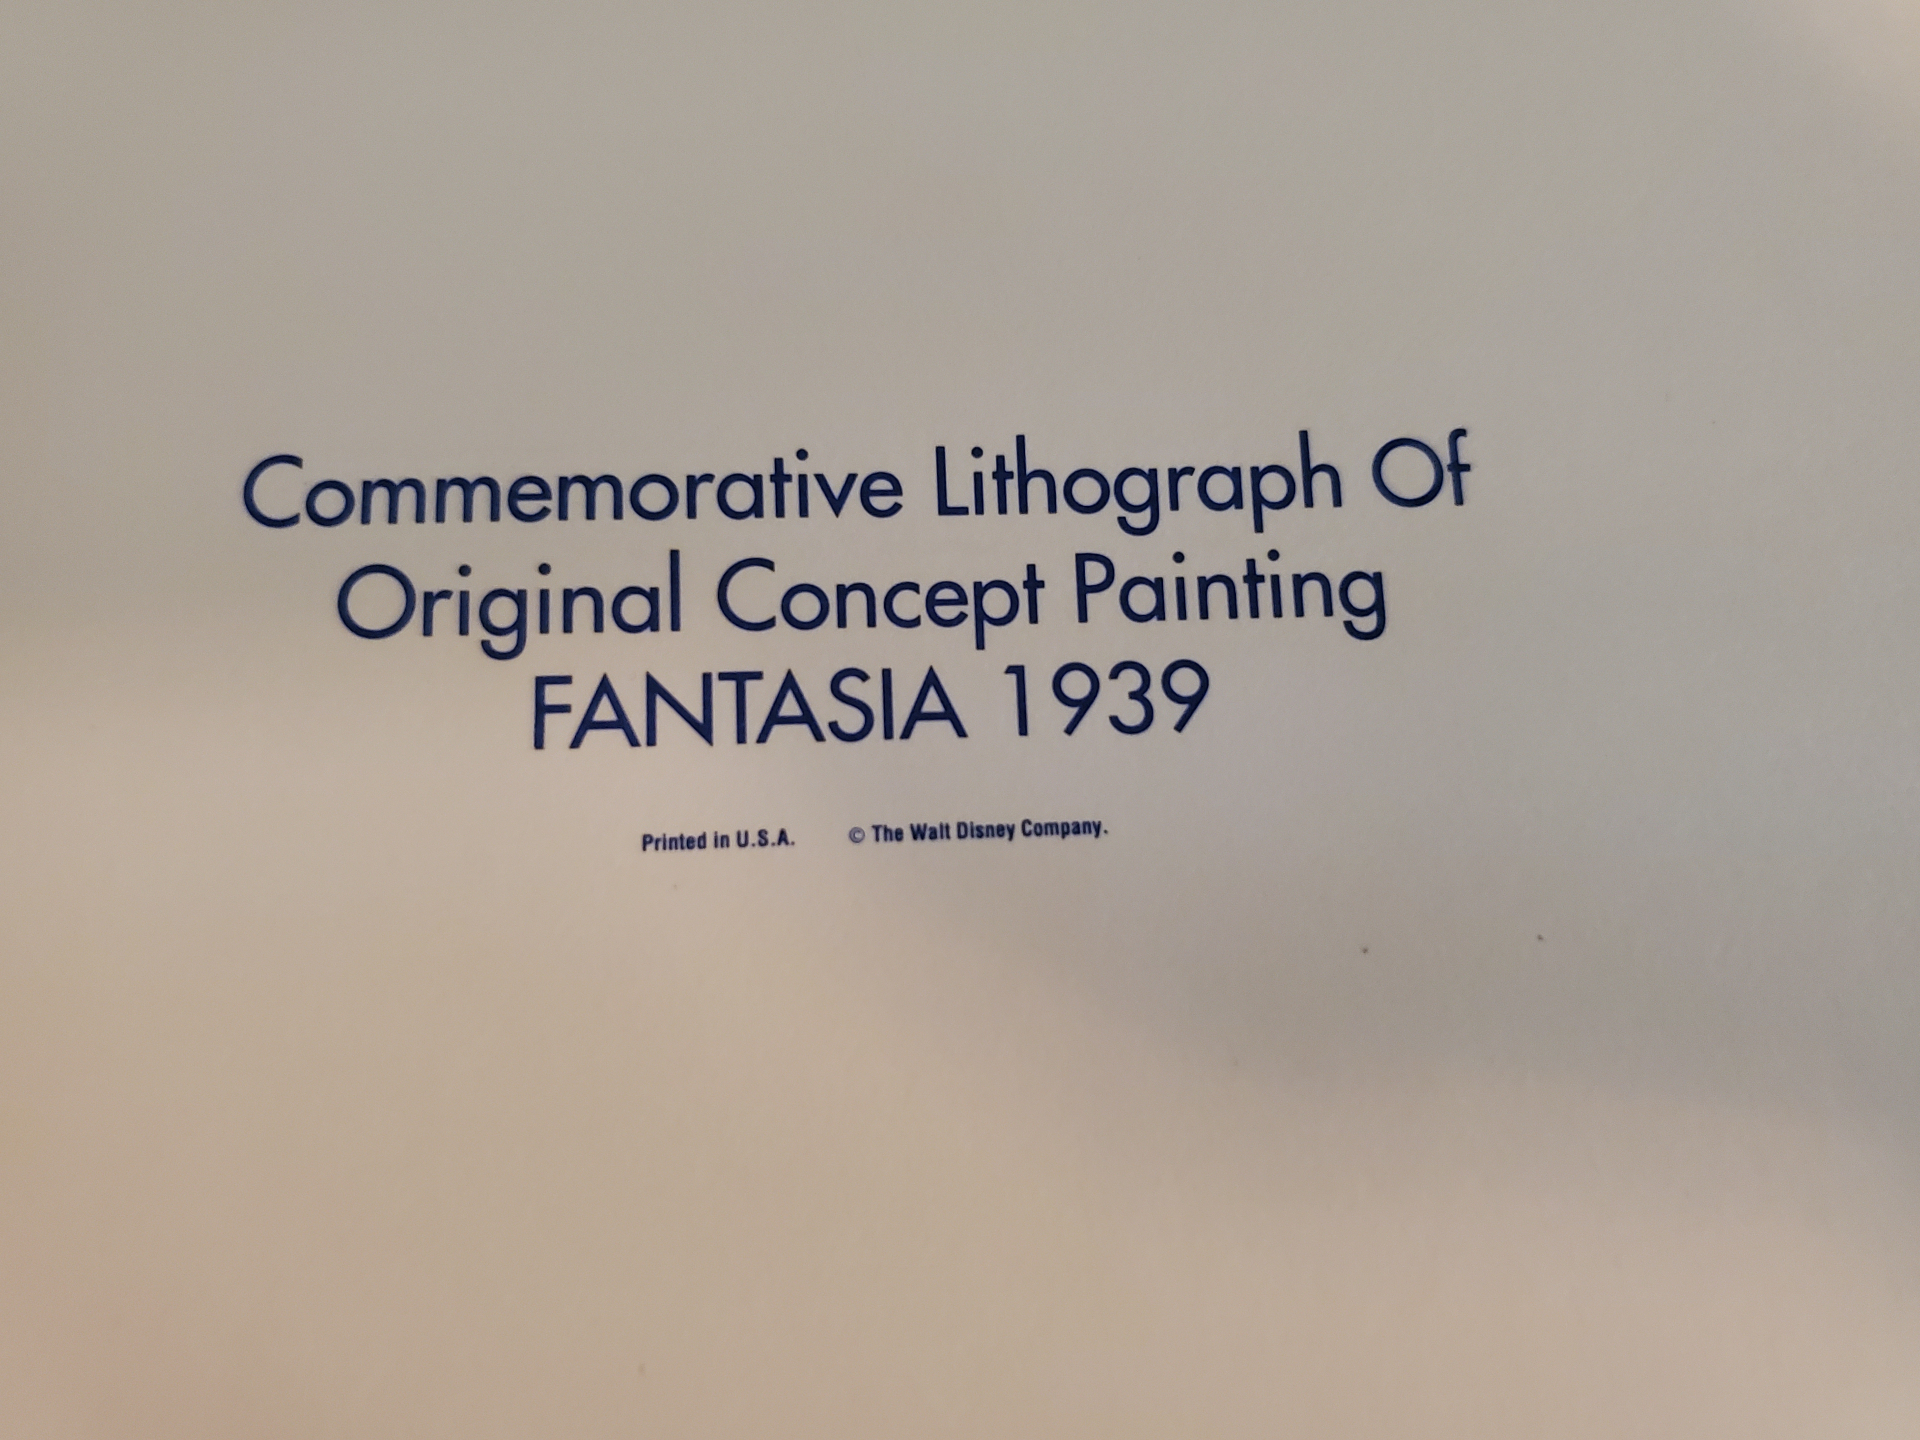 Commemorative Lithograph Of
Original Concept Painting
FANTASIA 1939
Printed in U.S.A. © The Walt Disney Company.